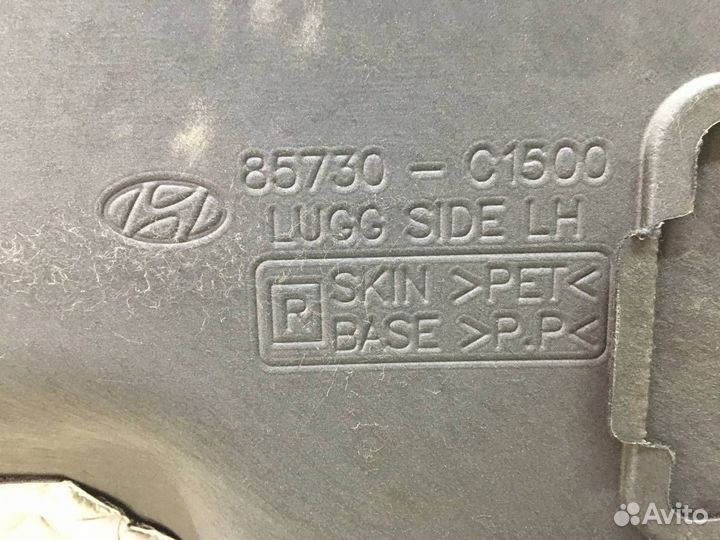 85730 - C1500
LUGG SIDE LH
R
SKIN >PET<
BASE >P.P<
Avito